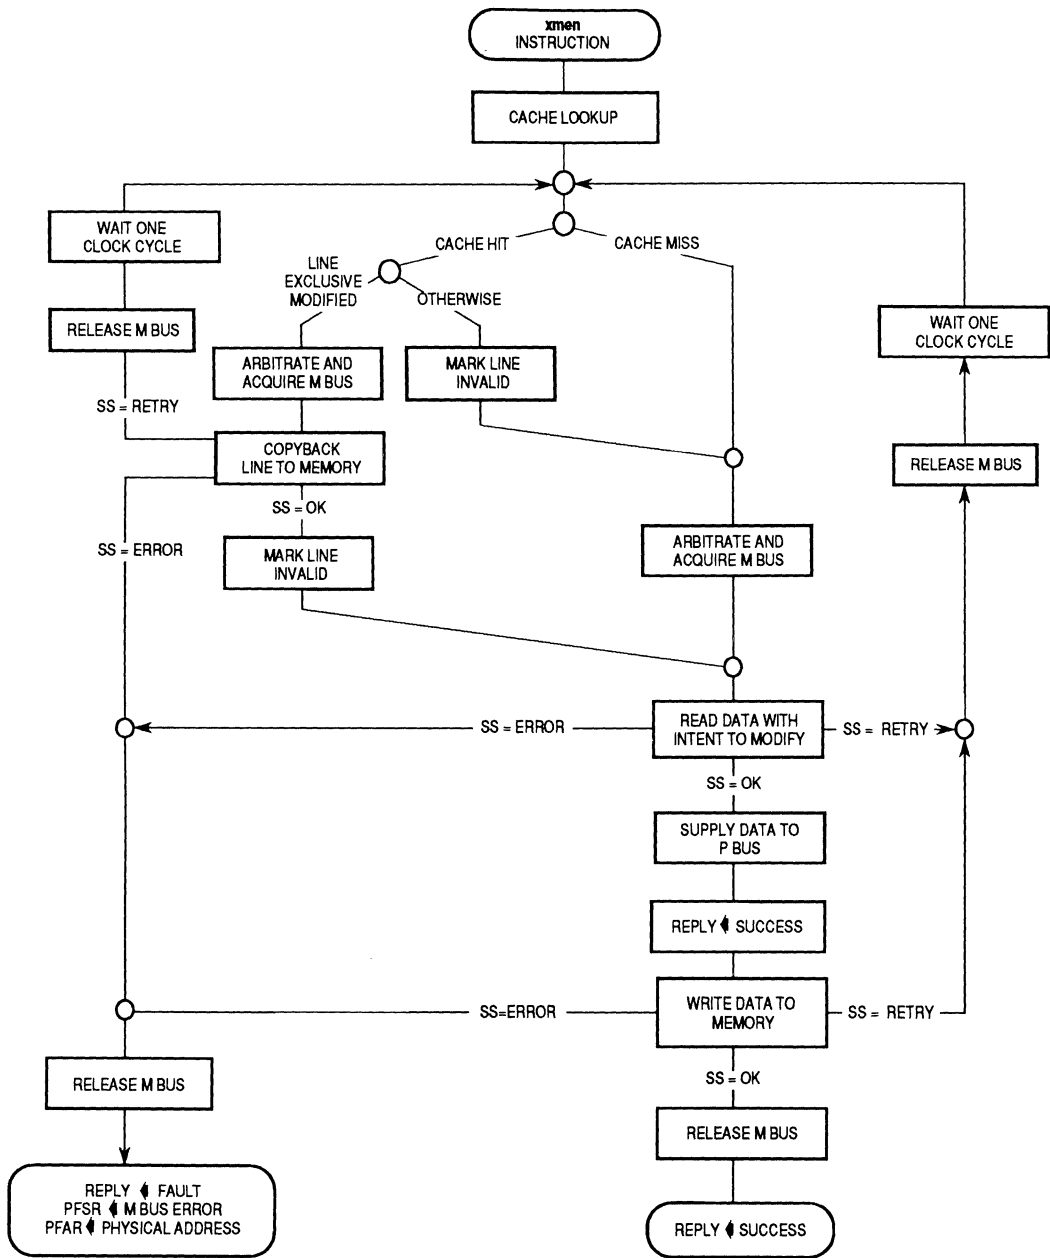 xmen
INSTRUCTION
CACHE LOOKUP
WAIT ONE
CLOCK CYCLE
CACHE HIT
CACHE MISS
LINE
EXCLUSIVE
MODIFIED
OTHERWISE
RELEASE M BUS
WAIT ONE
CLOCK CYCLE
ARBITRATE AND
ACQUIRE M BUS
MARK LINE
INVALID
SS = RETRY
COPYBACK
LINE TO MEMORY
RELEASE M BUS
SS = OK
SS = ERROR
MARK LINE
INVALID
ARBITRATE AND
ACQUIRE M BUS
SS = ERROR
READ DATA WITH
INTENT TO MODIFY
SS = RETRY
SS = OK
SUPPLY DATA TO
P BUS
REPLY ◀ SUCCESS
SS=ERROR
WRITE DATA TO
MEMORY
SS = RETRY
RELEASE M BUS
SS = OK
RELEASE M BUS
REPLY ◀ FAULT
PFSR ◀ M BUS ERROR
PFAR ◀ PHYSICAL ADDRESS
REPLY ◀ SUCCESS